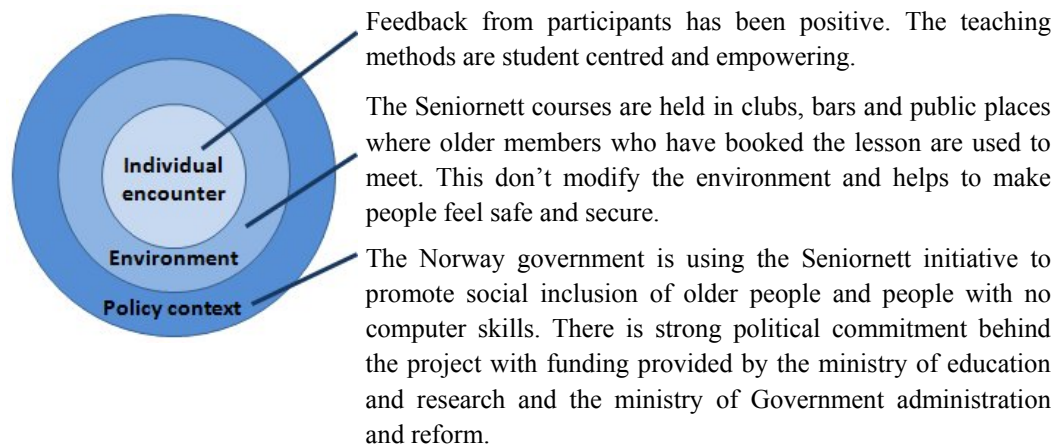 Individual
encounter
Environment
Policy context
Feedback from participants has been positive. The teaching
methods are student centred and empowering.
The Seniornett courses are held in clubs, bars and public places
where older members who have booked the lesson are used to
meet. This don’t modify the environment and helps to make
people feel safe and secure.
The Norway government is using the Seniornett initiative to
promote social inclusion of older people and people with no
computer skills. There is strong political commitment behind
the project with funding provided by the ministry of education
and research and the ministry of Government administration
and reform.